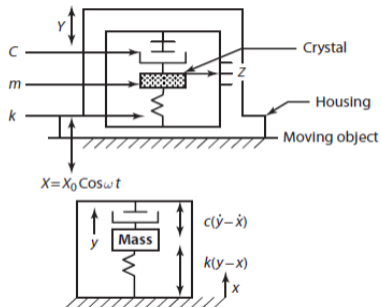 Y
C
Crystal
Z
m
Housing
k
Moving object
X=X₀Cosωt
c(ẏ–ẋ)
y
Mass
k(y–x)
x